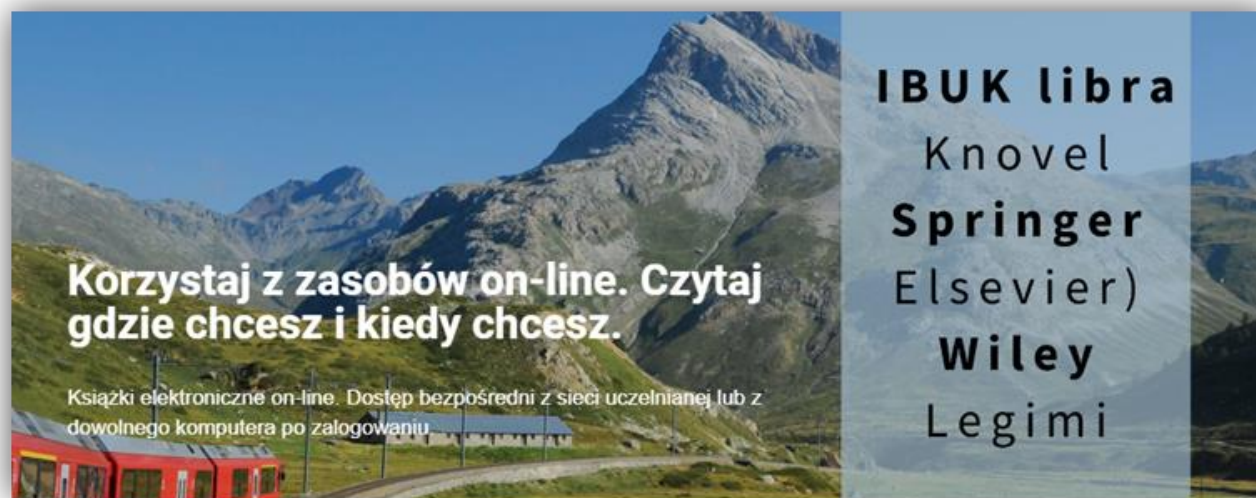 Korzystaj z zasobów on-line. Czytaj
gdzie chcesz i kiedy chcesz.
Książki elektroniczne on-line. Dostęp bezpośredni z sieci uczelnianej lub z
dowolnego komputera po zalogowaniu
IBUK libra
Knovel
Springer
Elsevier)
Wiley
Legimi